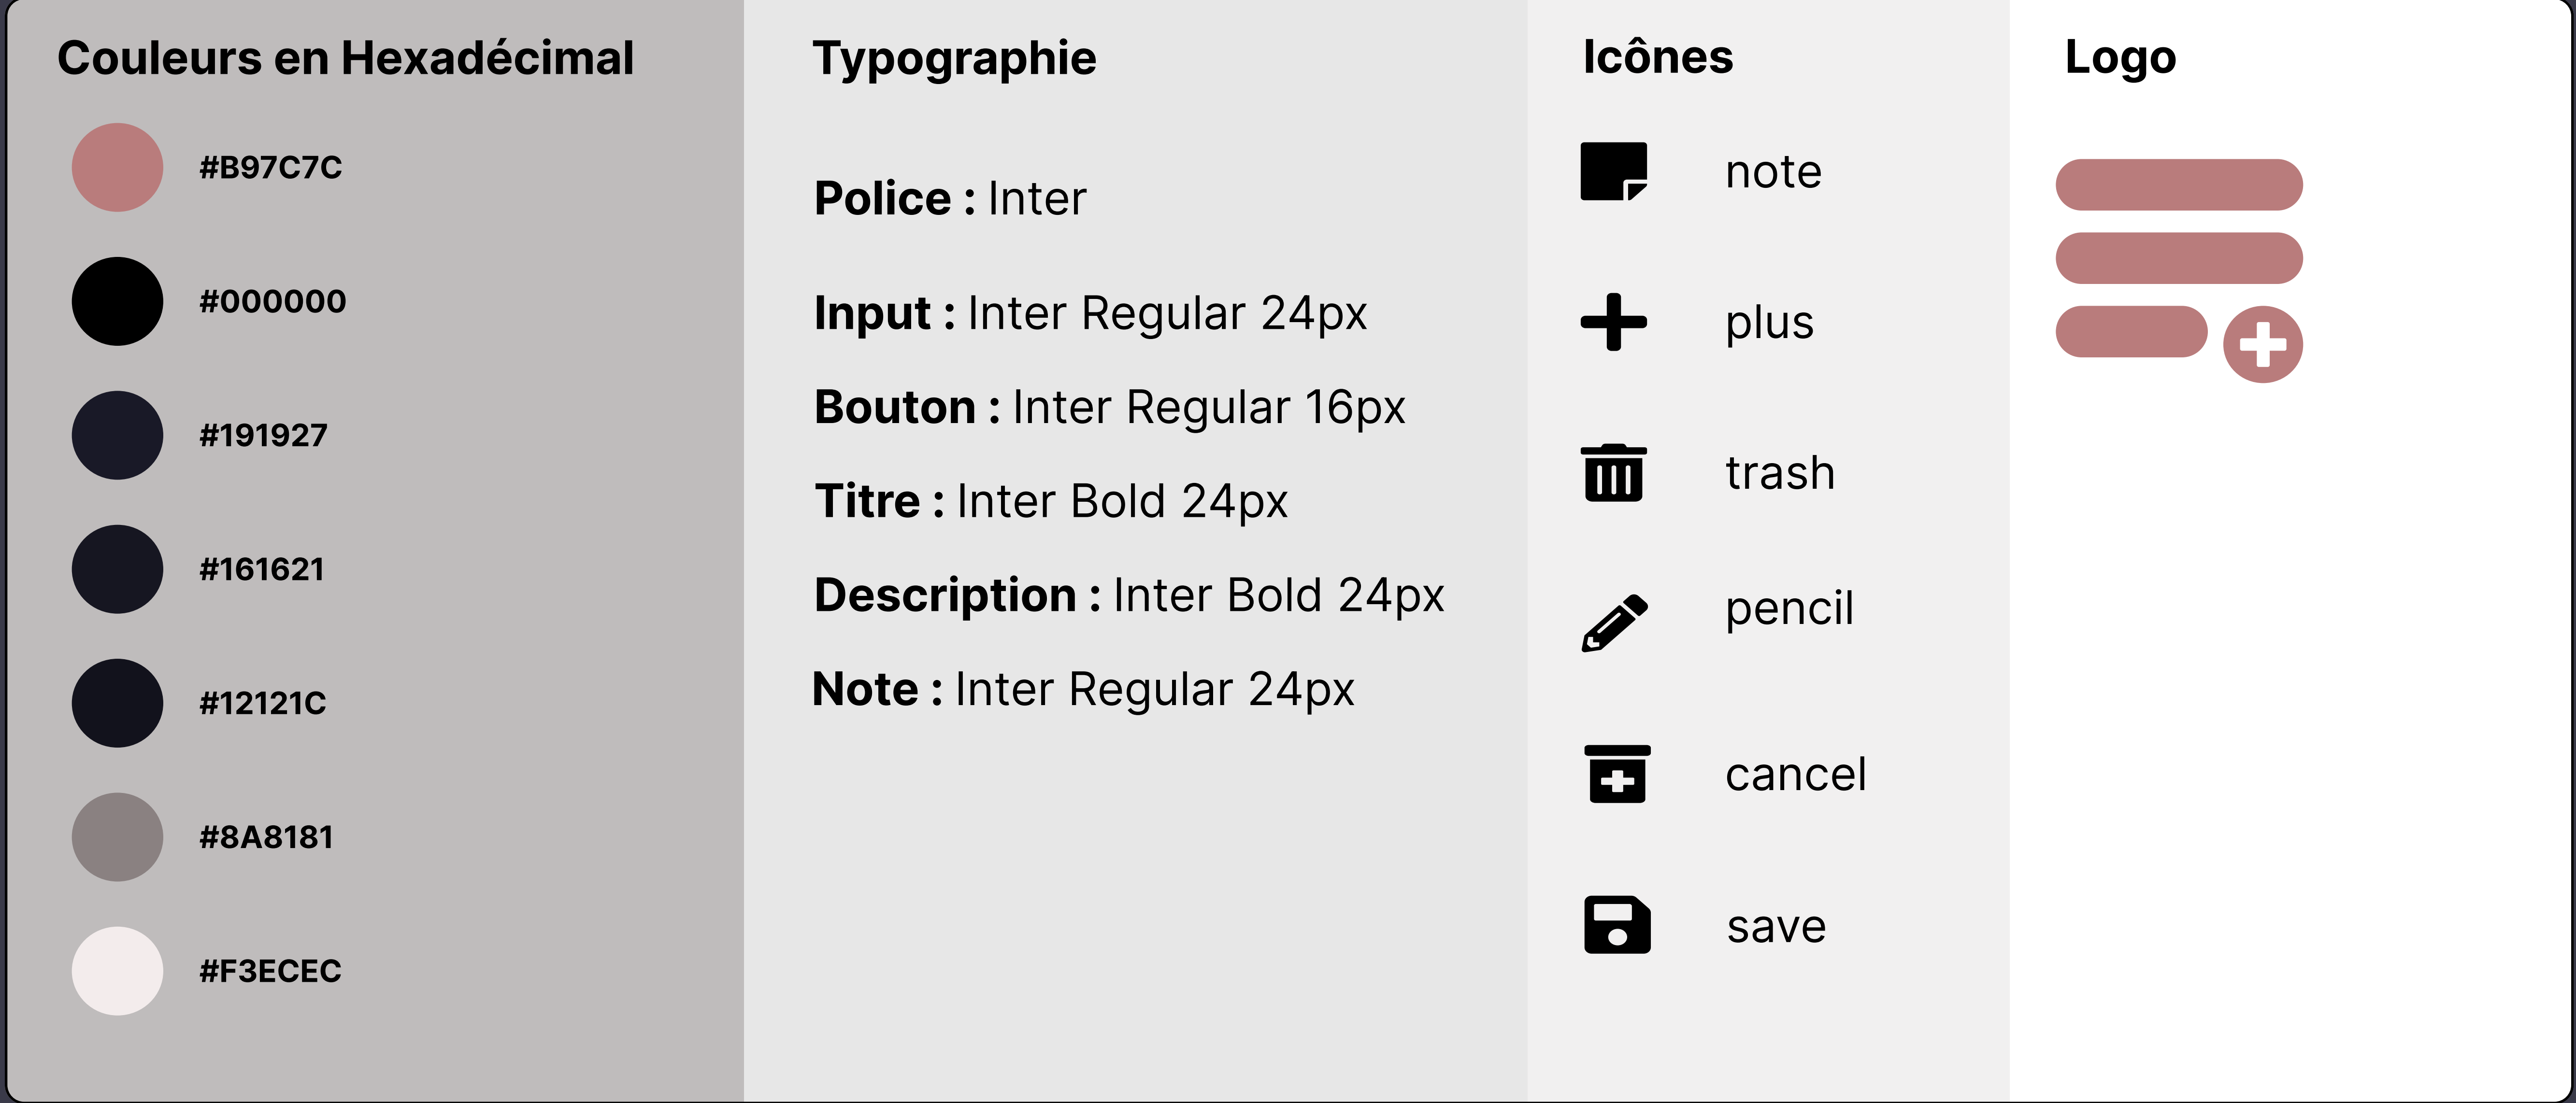 Couleurs en Hexadécimal
#B97C7C
#000000
#191927
#161621
#12121C
#8A8181
#F3ECEC
Typographie
Police : Inter
Input : Inter Regular 24px
Bouton : Inter Regular 16px
Titre : Inter Bold 24px
Description : Inter Bold 24px
Note : Inter Regular 24px
Icônes
note
plus
trash
pencil
cancel
save
Logo